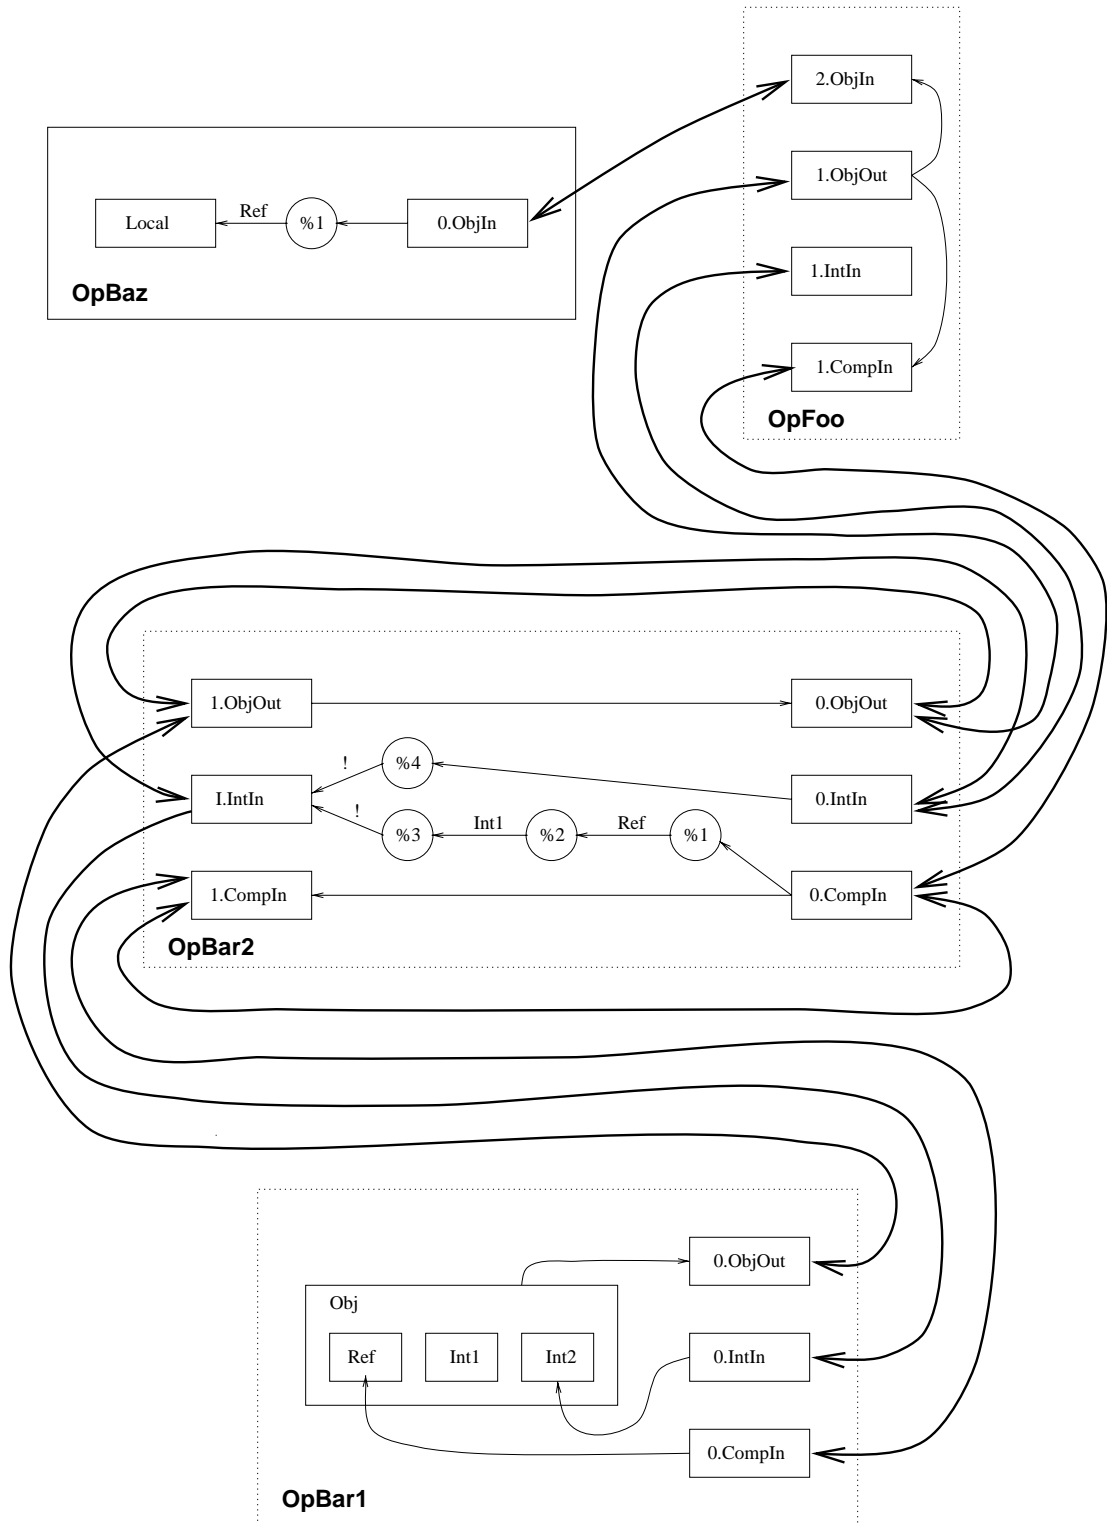 2.ObjIn
1.ObjOut
1.IntIn
1.CompIn
OpFoo
Local
Ref
%1
0.ObjIn
OpBaz
1.ObjOut
0.ObjOut
!
%4
I.IntIn
0.IntIn
!
%3
Int1
%2
Ref
%1
1.CompIn
0.CompIn
OpBar2
0.ObjOut
Obj
Ref
Int1
Int2
0.IntIn
0.CompIn
OpBar1